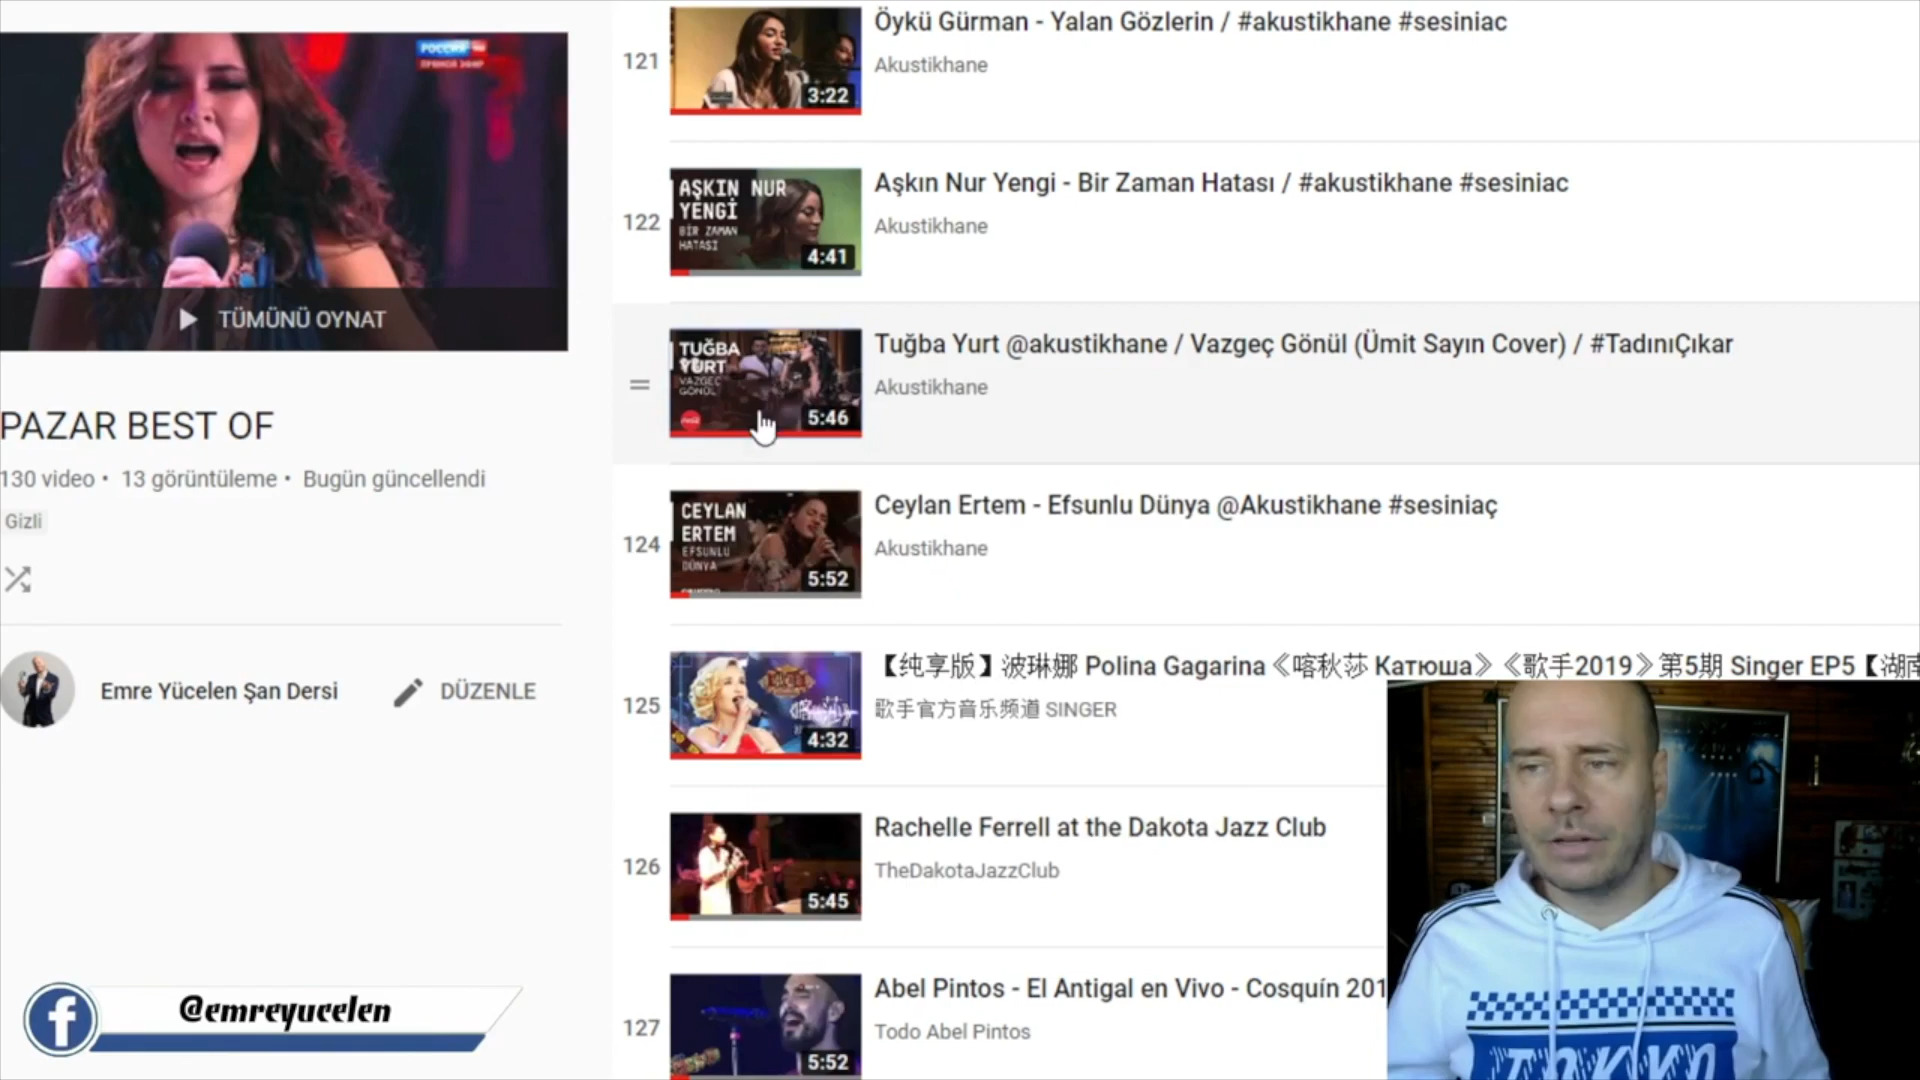 РОССИЯ
ПРЯМОЙ ЭФИР
TÜMÜNÜ OYNAT
PAZAR BEST OF
130 video • 13 görüntüleme • Bugün güncellendi
Gizli
Emre Yücelen Şan Dersi
DÜZENLE
@emreyucelen
121
3:22
Öykü Gürman - Yalan Gözlerin / #akustikhane #sesiniac
Akustikhane
122
AŞKIN NUR
YENGİ
BİR ZAMAN
HATASI
4:41
Aşkın Nur Yengi - Bir Zaman Hatası / #akustikhane #sesiniac
Akustikhane
TUĞBA
YURT
VAZGEÇ
GÖNÜL
5:46
Tuğba Yurt @akustikhane / Vazgeç Gönül (Ümit Sayın Cover) / #TadınıÇıkar
Akustikhane
124
CEYLAN
ERTEM
EFSUNLU
DÜNYA
5:52
Ceylan Ertem - Efsunlu Dünya @Akustikhane #sesiniaç
Akustikhane
125
4:32
【纯享版】波琳娜 Polina Gagarina《喀秋莎 Катюша》《歌手2019》第5期 Singer EP5【湖南
歌手官方音乐频道 SINGER
126
5:45
Rachelle Ferrell at the Dakota Jazz Club
TheDakotaJazzClub
127
5:52
Abel Pintos - El Antigal en Vivo - Cosquín 201
Todo Abel Pintos
TOKYO